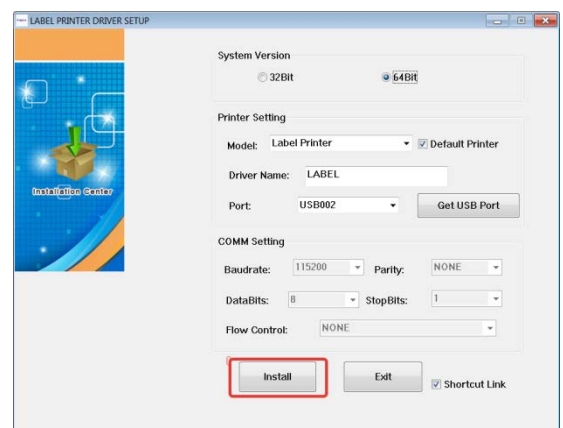 LABEL PRINTER DRIVER SETUP
System Version
32Bit 64Bit
Printer Setting
Model: Label Printer Default Printer
Driver Name: LABEL
Port: USB002 Get USB Port
Installation Center
COMM Setting
Baudrate: 115200 Parity: NONE
DataBits: 8 StopBits: 1
Flow Control: NONE
Install Exit Shortcut Link